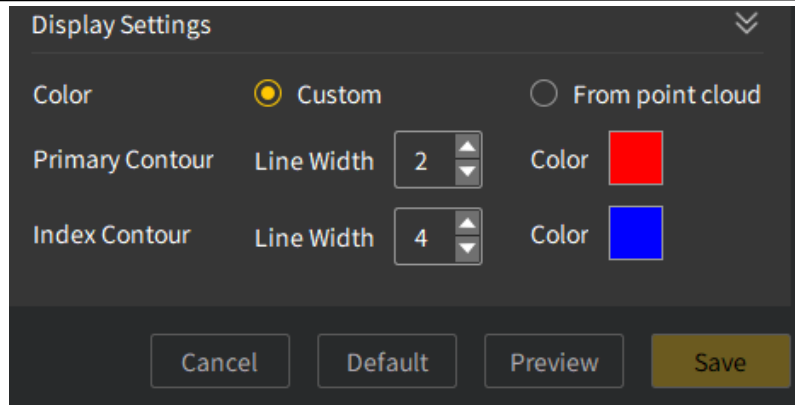 Display Settings
Color Custom From point cloud
Primary Contour Line Width 2 Color
Index Contour Line Width 4 Color
Cancel Default Preview Save